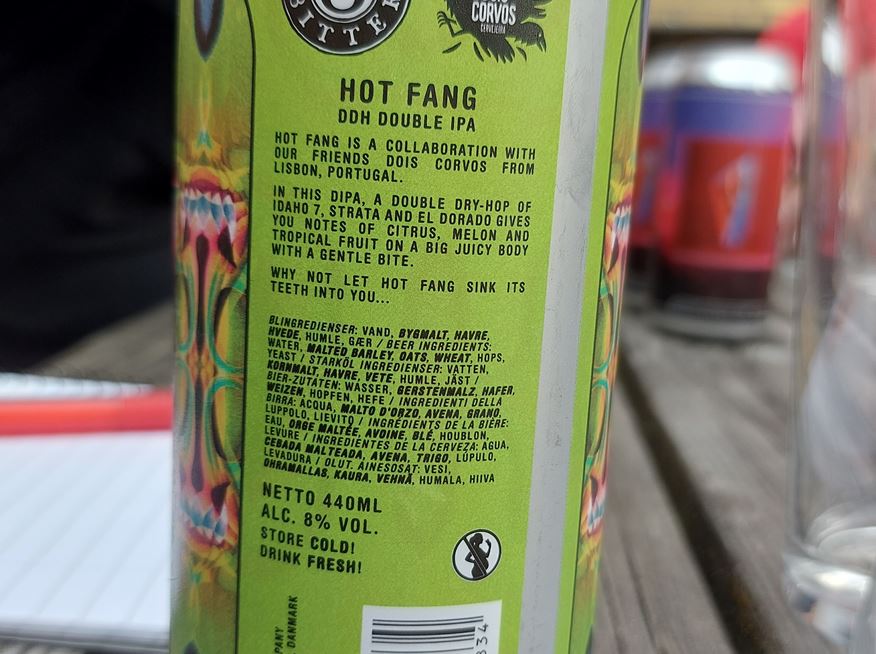 BITTER
CORVOS
CERVEJEIRA
HOT FANG
DDH DOUBLE IPA
HOT FANG IS A COLLABORATION WITH
OUR FRIENDS DOIS CORVOS FROM
LISBON, PORTUGAL.
IN THIS DIPA, A DOUBLE DRY-HOP OF
IDAHO 7, STRATA AND EL DORADO GIVES
YOU NOTES OF CITRUS, MELON AND
TROPICAL FRUIT ON A BIG JUICY BODY
WITH A GENTLE BITE.
WHY NOT LET HOT FANG SINK ITS
TEETH INTO YOU...
ØLINGREDIENSER: VAND, BYGMALT, HAVRE,
HVEDE, HUMLE, GÆR / BEER INGREDIENTS:
WATER, MALTED BARLEY, OATS, WHEAT, HOPS,
YEAST / STARKÖL INGREDIENSER: VATTEN,
KORNMALT, HAVRE, VETE, HUMLE, JÄST /
BIER-ZUTATEN: WASSER, GERSTENMALZ, HAFER,
WEIZEN, HOPFEN, HEFE / INGREDIENTI DELLA
BIRRA: ACQUA, MALTO D'ORZO, AVENA, GRANO,
LUPPOLO, LIEVITO / INGRÉDIENTS DE LA BIÈRE:
EAU, ORGE MALTÉE, AVOINE, BLÉ, HOUBLON,
LEVURE / INGREDIENTES DE LA CERVEZA: AGUA,
CEBADA MALTEADA, AVENA, TRIGO, LÚPULO,
LEVADURA / OLUT. AINESOSAT: VESI,
OHRAMALLAS, KAURA, VEHNÄ, HUMALA, HIIVA
NETTO 440ML
ALC. 8% VOL.
STORE COLD!
DRINK FRESH!
PANY
DANMARK
834